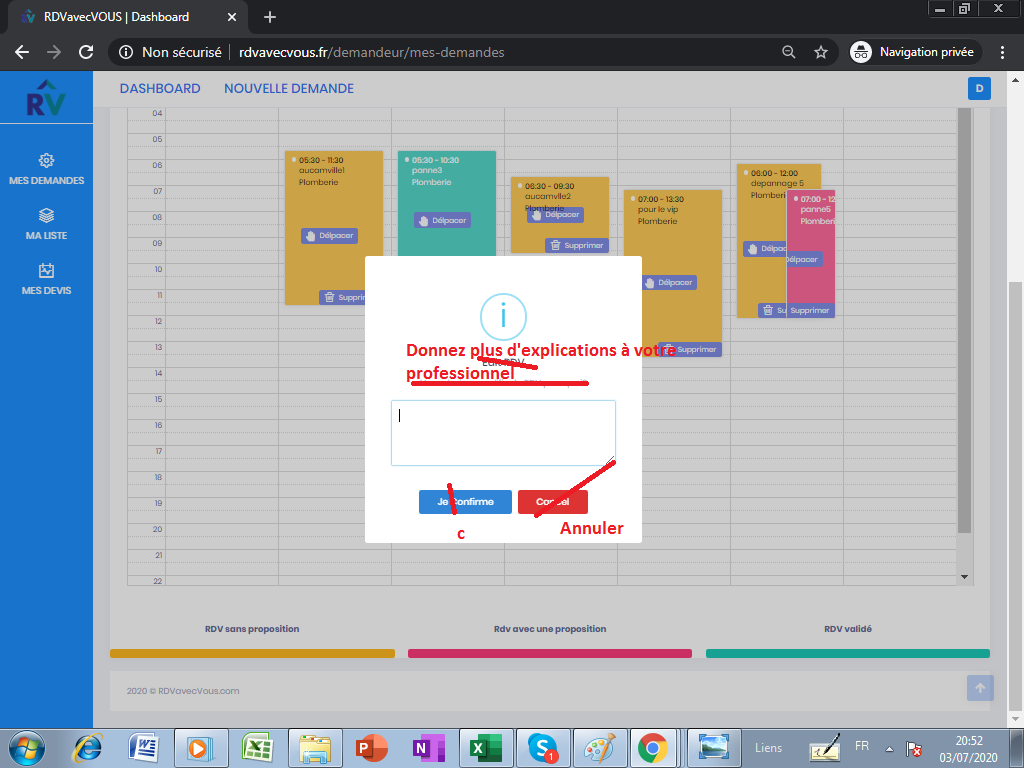 RDVavecVOUS | Dashboard
Non sécurisé
rdvavecvous.fr/demandeur/mes-demandes
Navigation privée
RV
DASHBOARD
NOUVELLE DEMANDE
D
MES DEMANDES
MA LISTE
MES DEVIS
04
05
06
07
08
09
10
11
12
13
14
15
16
17
18
19
20
21
22
05:30 - 11:30
aucamville1
Plomberie
Délpacer
05:30 - 10:30
panne3
Plomberie
Délpacer
06:30 - 09:30
aucamvlle2
Plomberie
Délpacer
Supprimer
07:00 - 13:30
pour le vip
Plomberie
Délpacer
Supprimer
06:00 - 12:00
depannage 5
Plomberi
Délpac
Su
07:00 - 12
panne5
Plomberi
Délpacer
Supprimer
Supprir
i
Donnez plus d'explications à votre
professionnel
Je Confirme
Cancel
c
Annuler
RDV sans proposition
Rdv avec une proposition
RDV validé
2020 © RDVavecVous.com
Liens
FR
20:52
03/07/2020